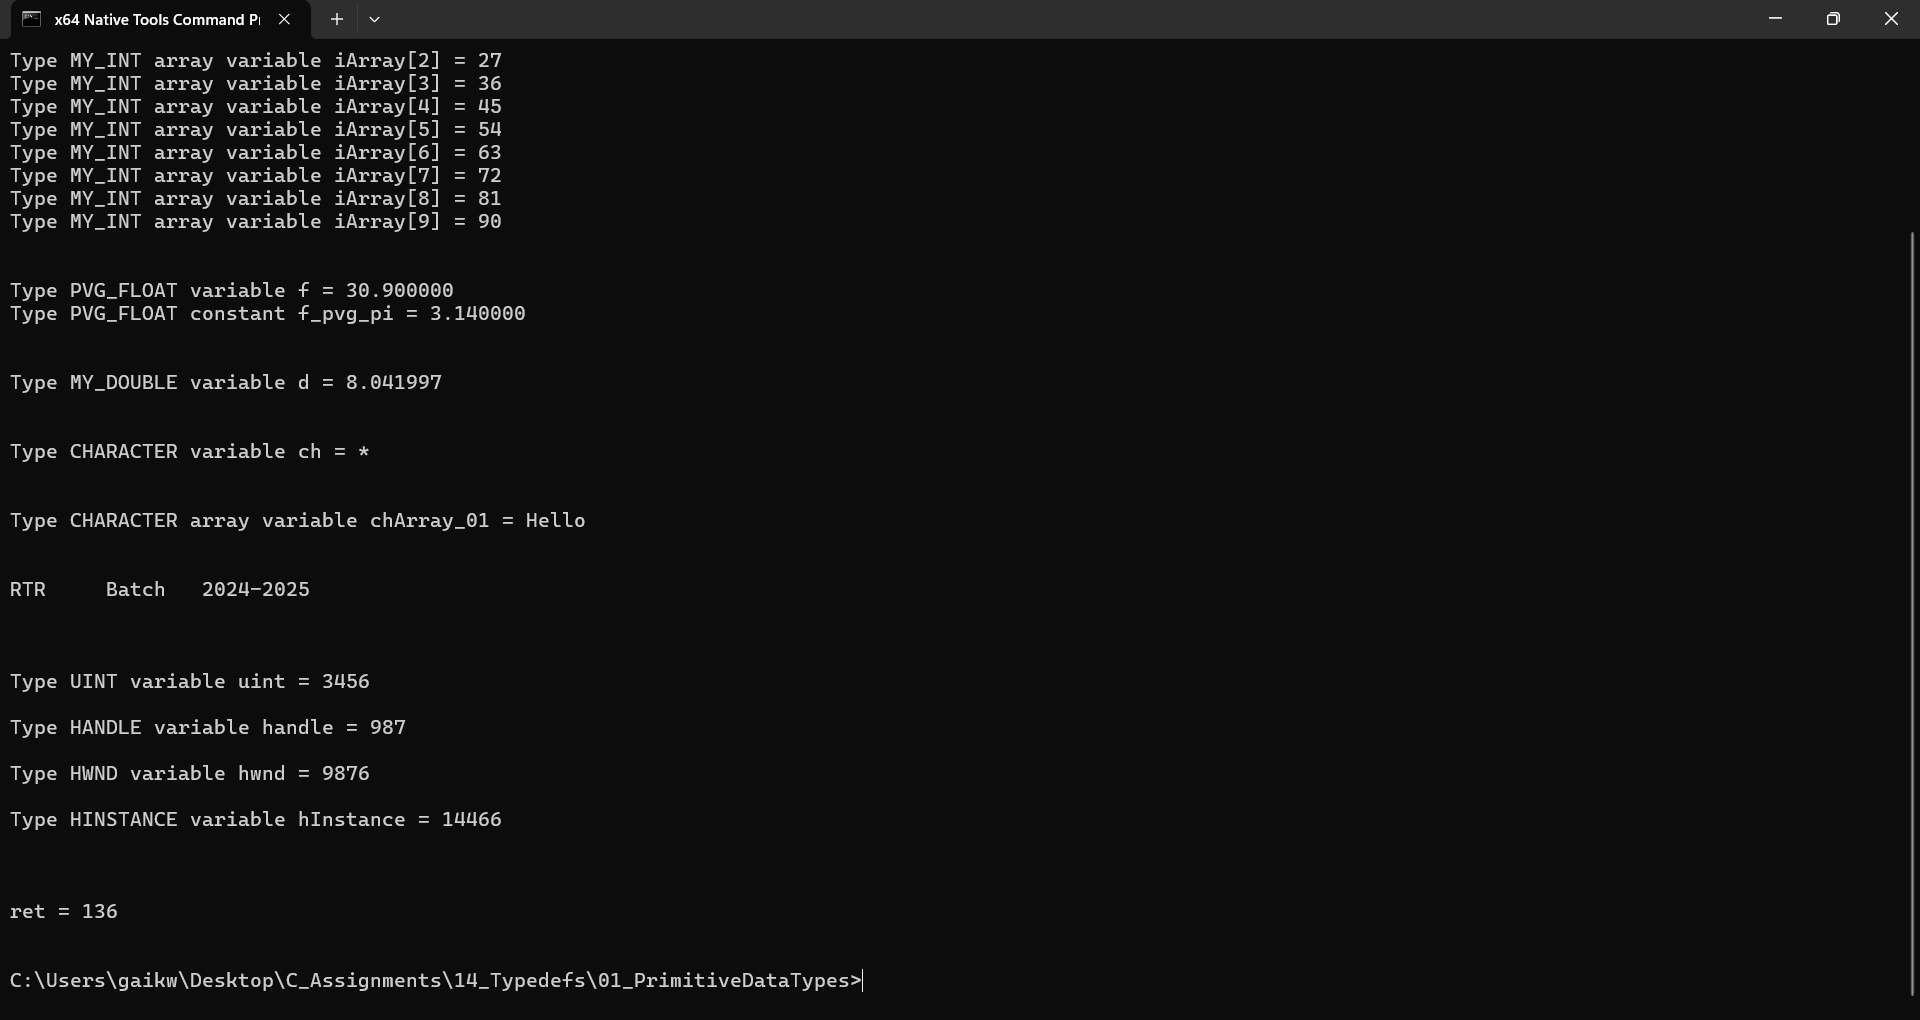 x64 Native Tools Command P
Type MY_INT array variable iArray[2] = 27
Type MY_INT array variable iArray[3] = 36
Type MY_INT array variable iArray[4] = 45
Type MY_INT array variable iArray[5] = 54
Type MY_INT array variable iArray[6] = 63
Type MY_INT array variable iArray[7] = 72
Type MY_INT array variable iArray[8] = 81
Type MY_INT array variable iArray[9] = 90
Type PVG_FLOAT variable f = 30.900000
Type PVG_FLOAT constant f_pvg_pi = 3.140000
Type MY_DOUBLE variable d = 8.041997
Type CHARACTER variable ch = *
Type CHARACTER array variable chArray_01 = Hello
RTR     Batch   2024-2025
Type UINT variable uint = 3456
Type HANDLE variable handle = 987
Type HWND variable hwnd = 9876
Type HINSTANCE variable hInstance = 14466
ret = 136
C:\Users\gaikw\Desktop\C_Assignments\14_Typedefs\01_PrimitiveDataTypes>